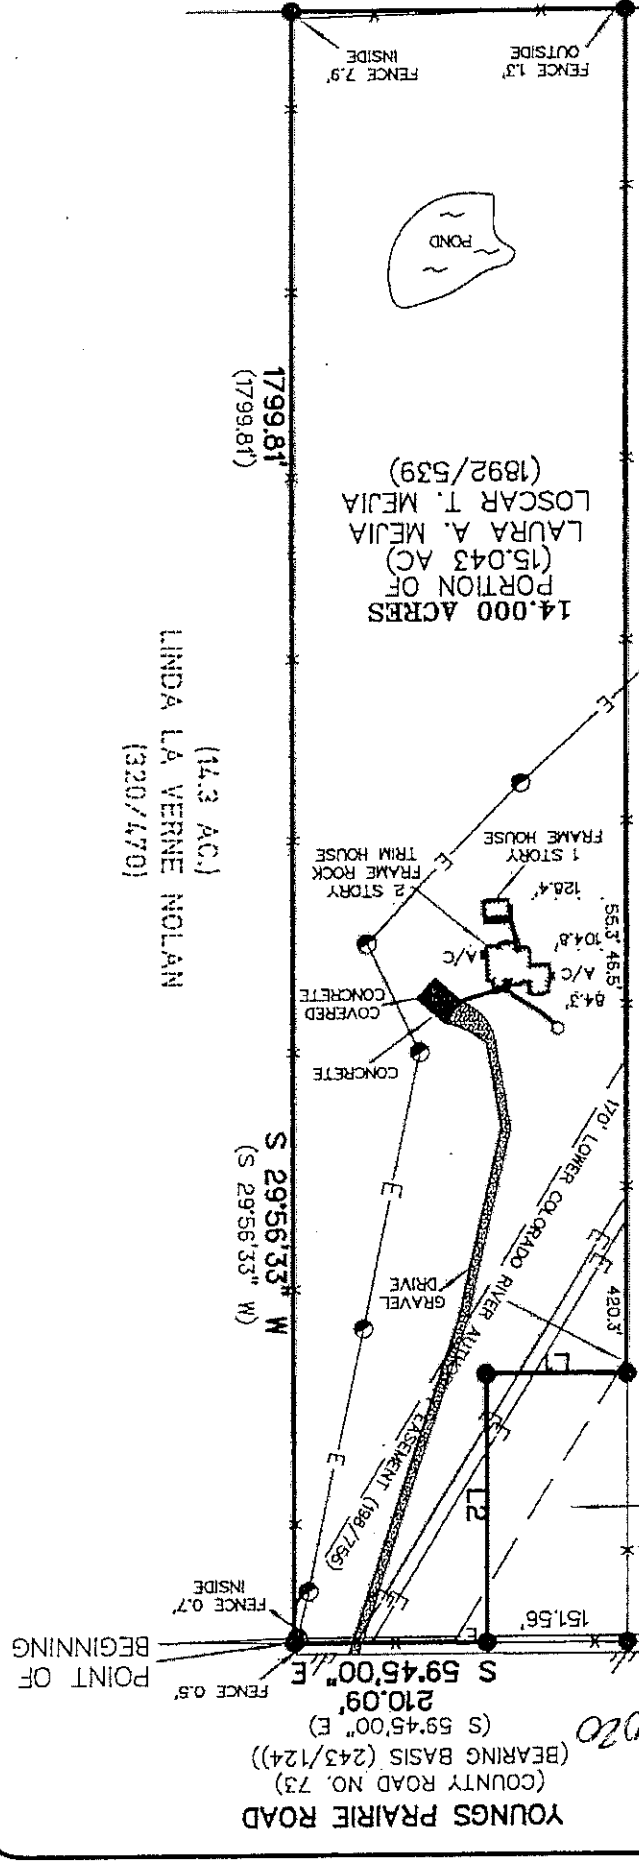 YOUNGS PRAIRIE ROAD
(COUNTY ROAD NO. 73)
(BEARING BASIS (243/124))
(S 59°45'00" E)
210.09'
S 59°45'00" E
POINT OF
BEGINNING
FENCE 0.5'
151.56'
E
FENCE 0.7'
INSIDE
L2
L1
E
E
E
E
170' LOWER COLORADO RIVER AUTHORITY EASEMENT (198/756)
420.3'
E
E
GRAVEL
DRIVE
E
E
S 29°56'33" W
(S 29°56'33" W)
CONCRETE
COVERED
CONCRETE
84.3'
A/C
46.5'
104.8'
55.3'
A/C
128.4'
2 STORY
FRAME ROCK
TRIM HOUSE
1 STORY
FRAME HOUSE
E
E
LINDA LA VERNE NOLAN
(14.3 AC.)
(320/470)
14.000 ACRES
PORTION OF
(15.043 AC)
LAURA A. MEJIA
LOSCAR T. MEJIA
(1892/539)
1799.81'
(1799.81')
POND
FENCE 1.3'
OUTSIDE
FENCE 7.9'
INSIDE